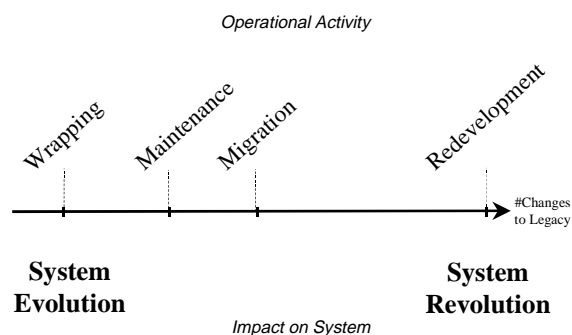 Operational Activity
Wrapping
Maintenance
Migration
Redevelopment
#Changes
to Legacy
System
Evolution
System
Revolution
Impact on System